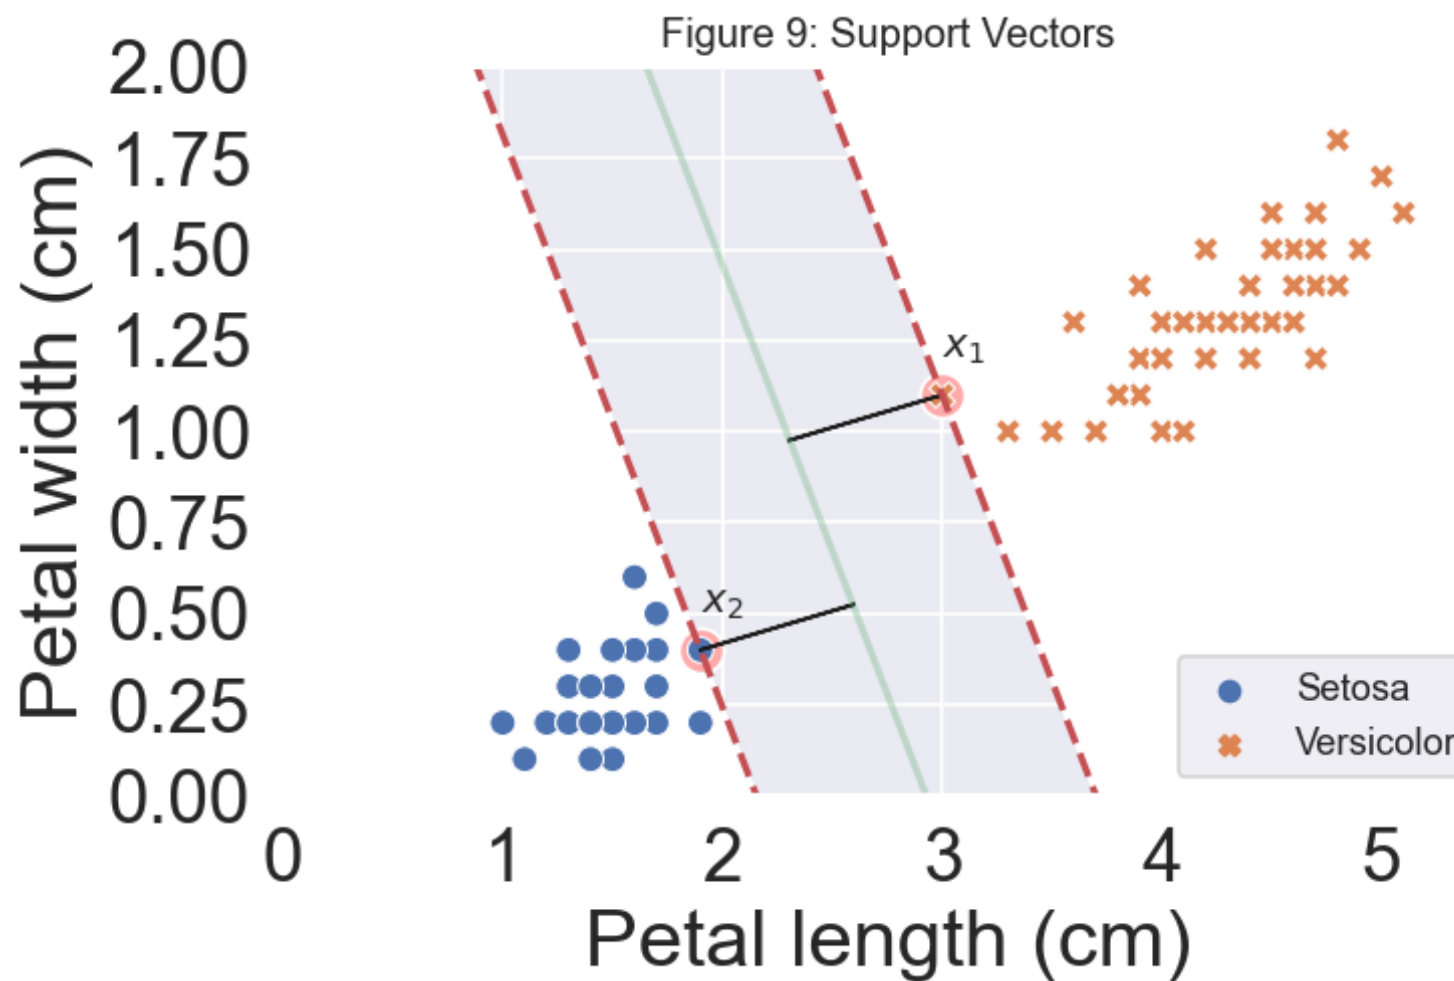 Figure 9: Support Vectors
2.00
1.75
1.50
1.25
1.00
0.75
0.50
0.25
0.00
Petal width (cm)
x₁
x₂
Setosa
Versicolor
0 1 2 3 4 5
Petal length (cm)